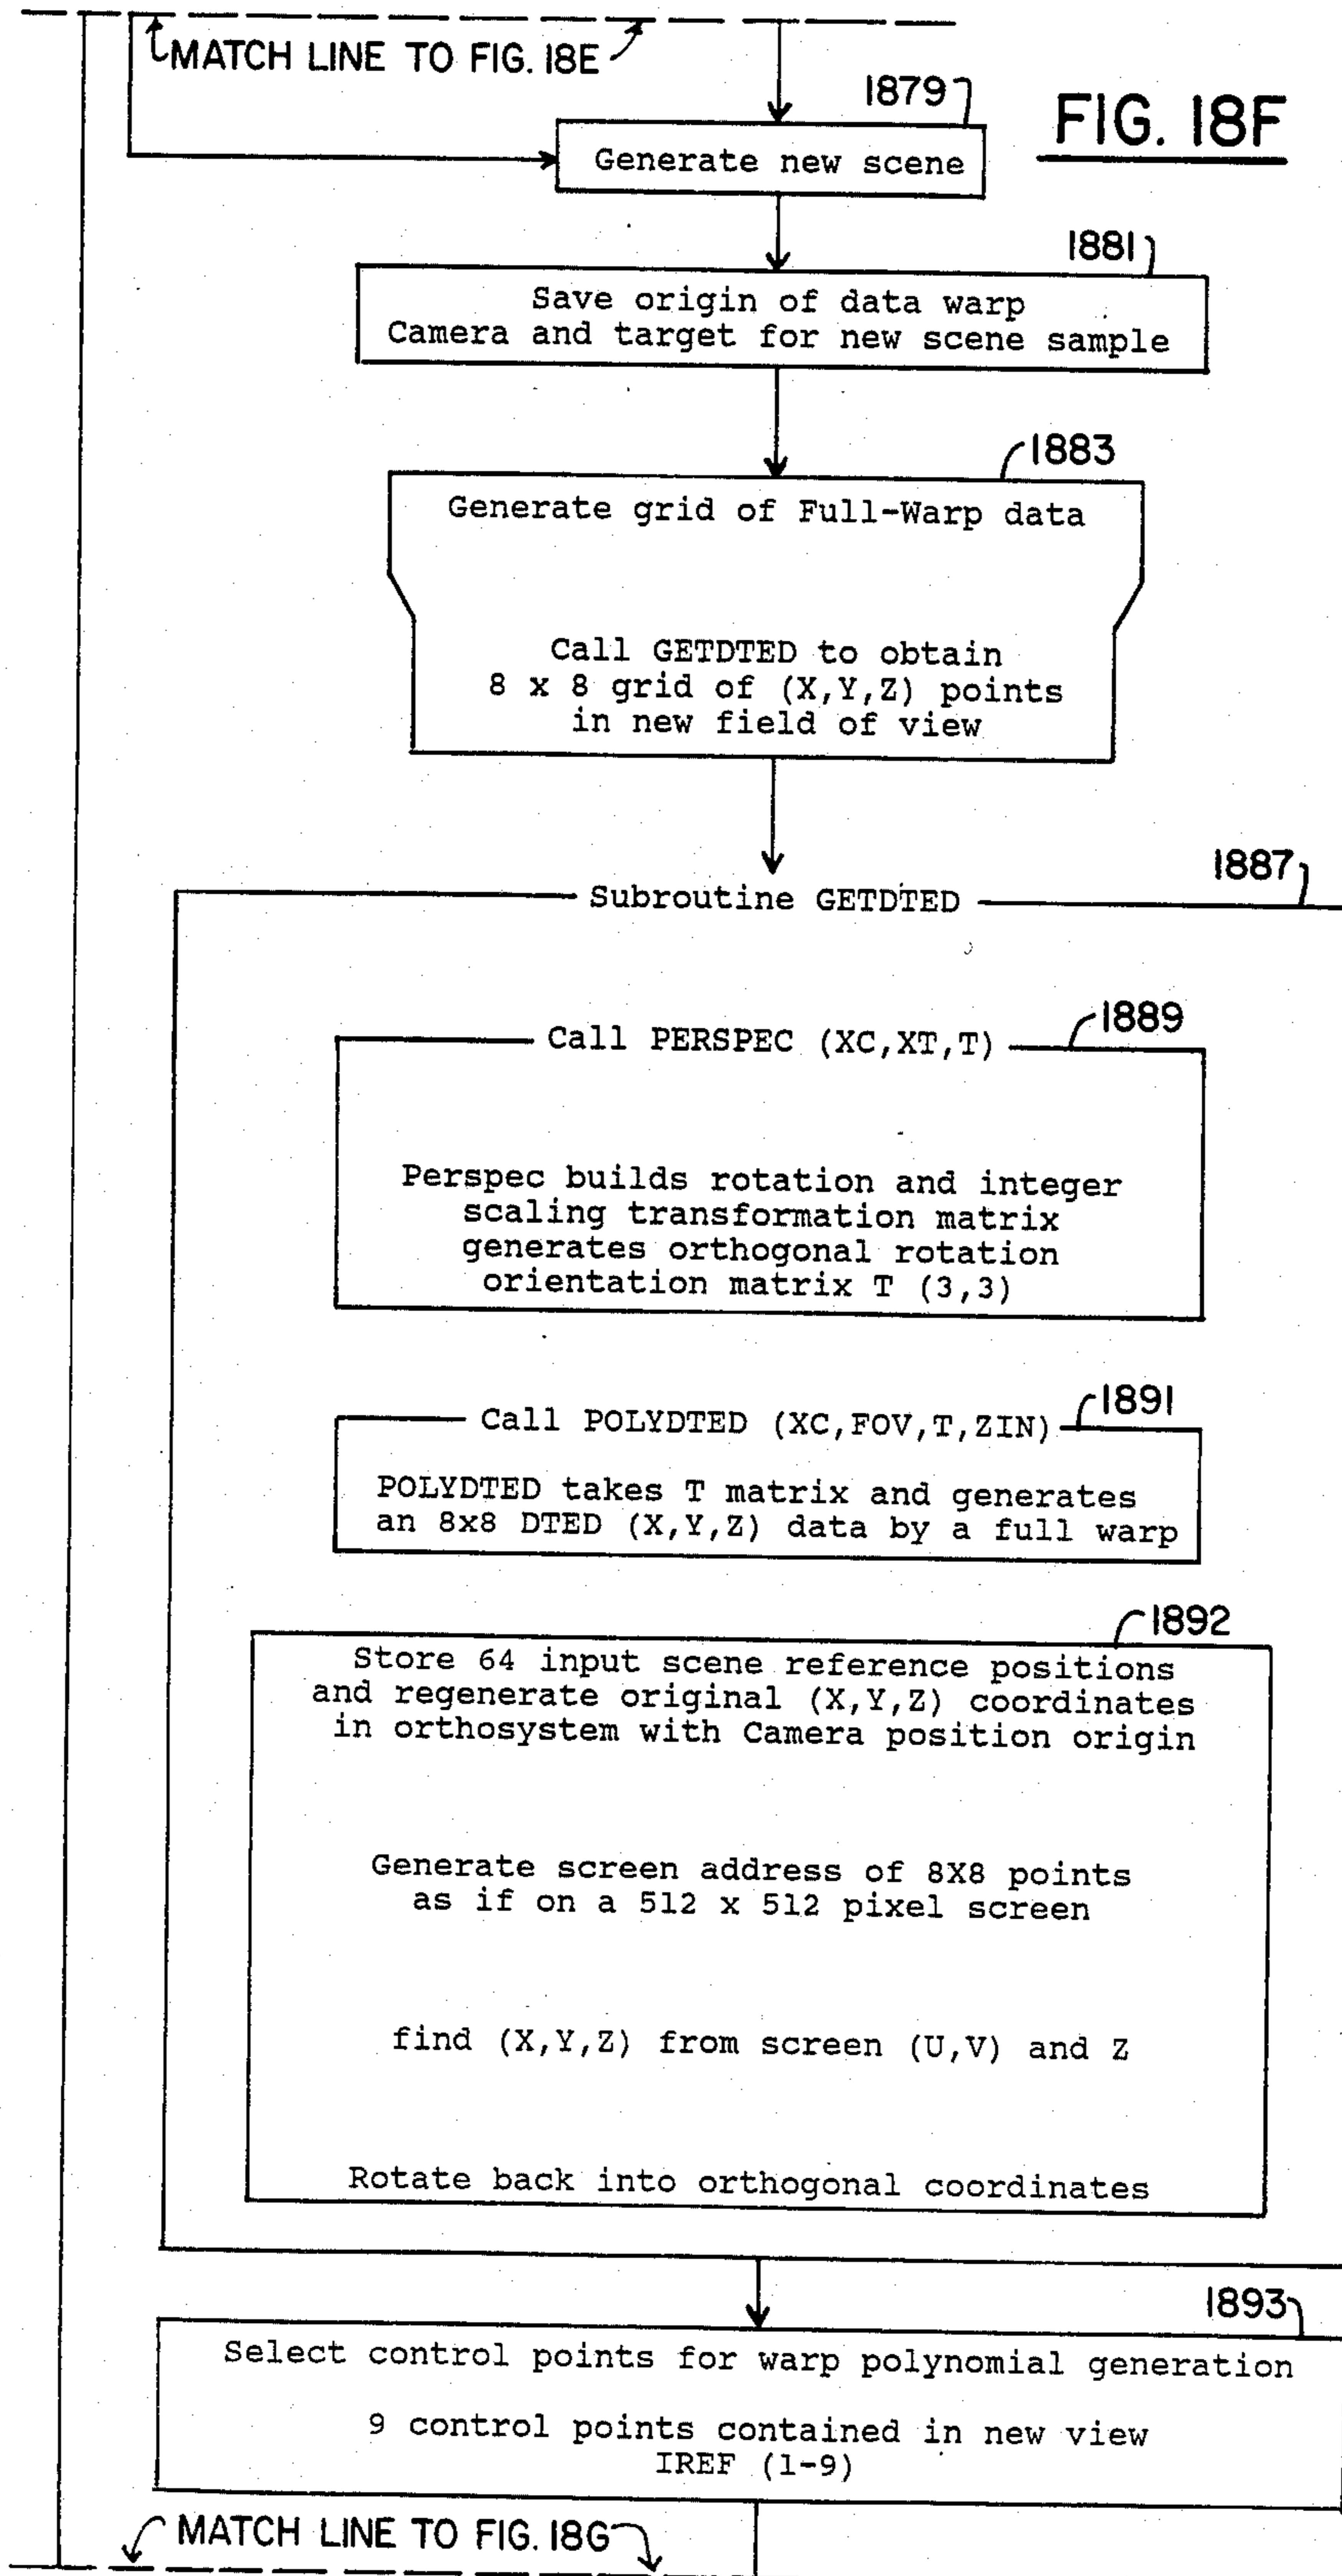 MATCH LINE TO FIG. 18E
1879
FIG. 18F
Generate new scene
1881
Save origin of data warp
Camera and target for new scene sample
1883
Generate grid of Full-Warp data
Call GETDTED to obtain
8 x 8 grid of (X,Y,Z) points
in new field of view
1887
Subroutine GETDTED
1889
Call PERSPEC (XC,XT,T)
Perspec builds rotation and integer
scaling transformation matrix
generates orthogonal rotation
orientation matrix T (3,3)
1891
Call POLYDTED (XC,FOV,T,ZIN)
POLYDTED takes T matrix and generates
an 8x8 DTED (X,Y,Z) data by a full warp
1892
Store 64 input scene reference positions
and regenerate original (X,Y,Z) coordinates
in orthosystem with Camera position origin
Generate screen address of 8X8 points
as if on a 512 x 512 pixel screen
find (X,Y,Z) from screen (U,V) and Z
Rotate back into orthogonal coordinates
1893
Select control points for warp polynomial generation
9 control points contained in new view
IREF (1-9)
MATCH LINE TO FIG. 18G